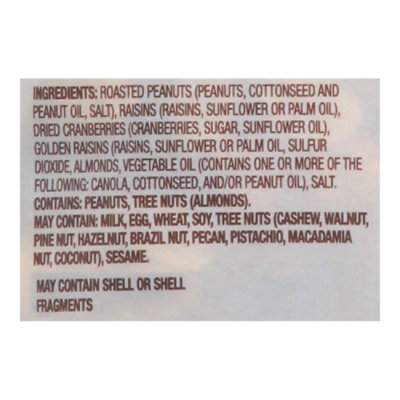 INGREDIENTS: ROASTED PEANUTS (PEANUTS, COTTONSEED AND
PEANUT OIL, SALT), RAISINS (RAISINS, SUNFLOWER OR PALM OIL),
DRIED CRANBERRIES (CRANBERRIES, SUGAR, SUNFLOWER OIL),
GOLDEN RAISINS (RAISINS, SUNFLOWER OR PALM OIL, SULFUR
DIOXIDE, ALMONDS, VEGETABLE OIL (CONTAINS ONE OR MORE OF THE
FOLLOWING: CANOLA, COTTONSEED, AND/OR PEANUT OIL), SALT.
CONTAINS: PEANUTS, TREE NUTS (ALMONDS).
MAY CONTAIN: MILK, EGG, WHEAT, SOY, TREE NUTS (CASHEW, WALNUT,
PINE NUT, HAZELNUT, BRAZIL NUT, PECAN, PISTACHIO, MACADAMIA
NUT, COCONUT), SESAME.
MAY CONTAIN SHELL OR SHELL
FRAGMENTS